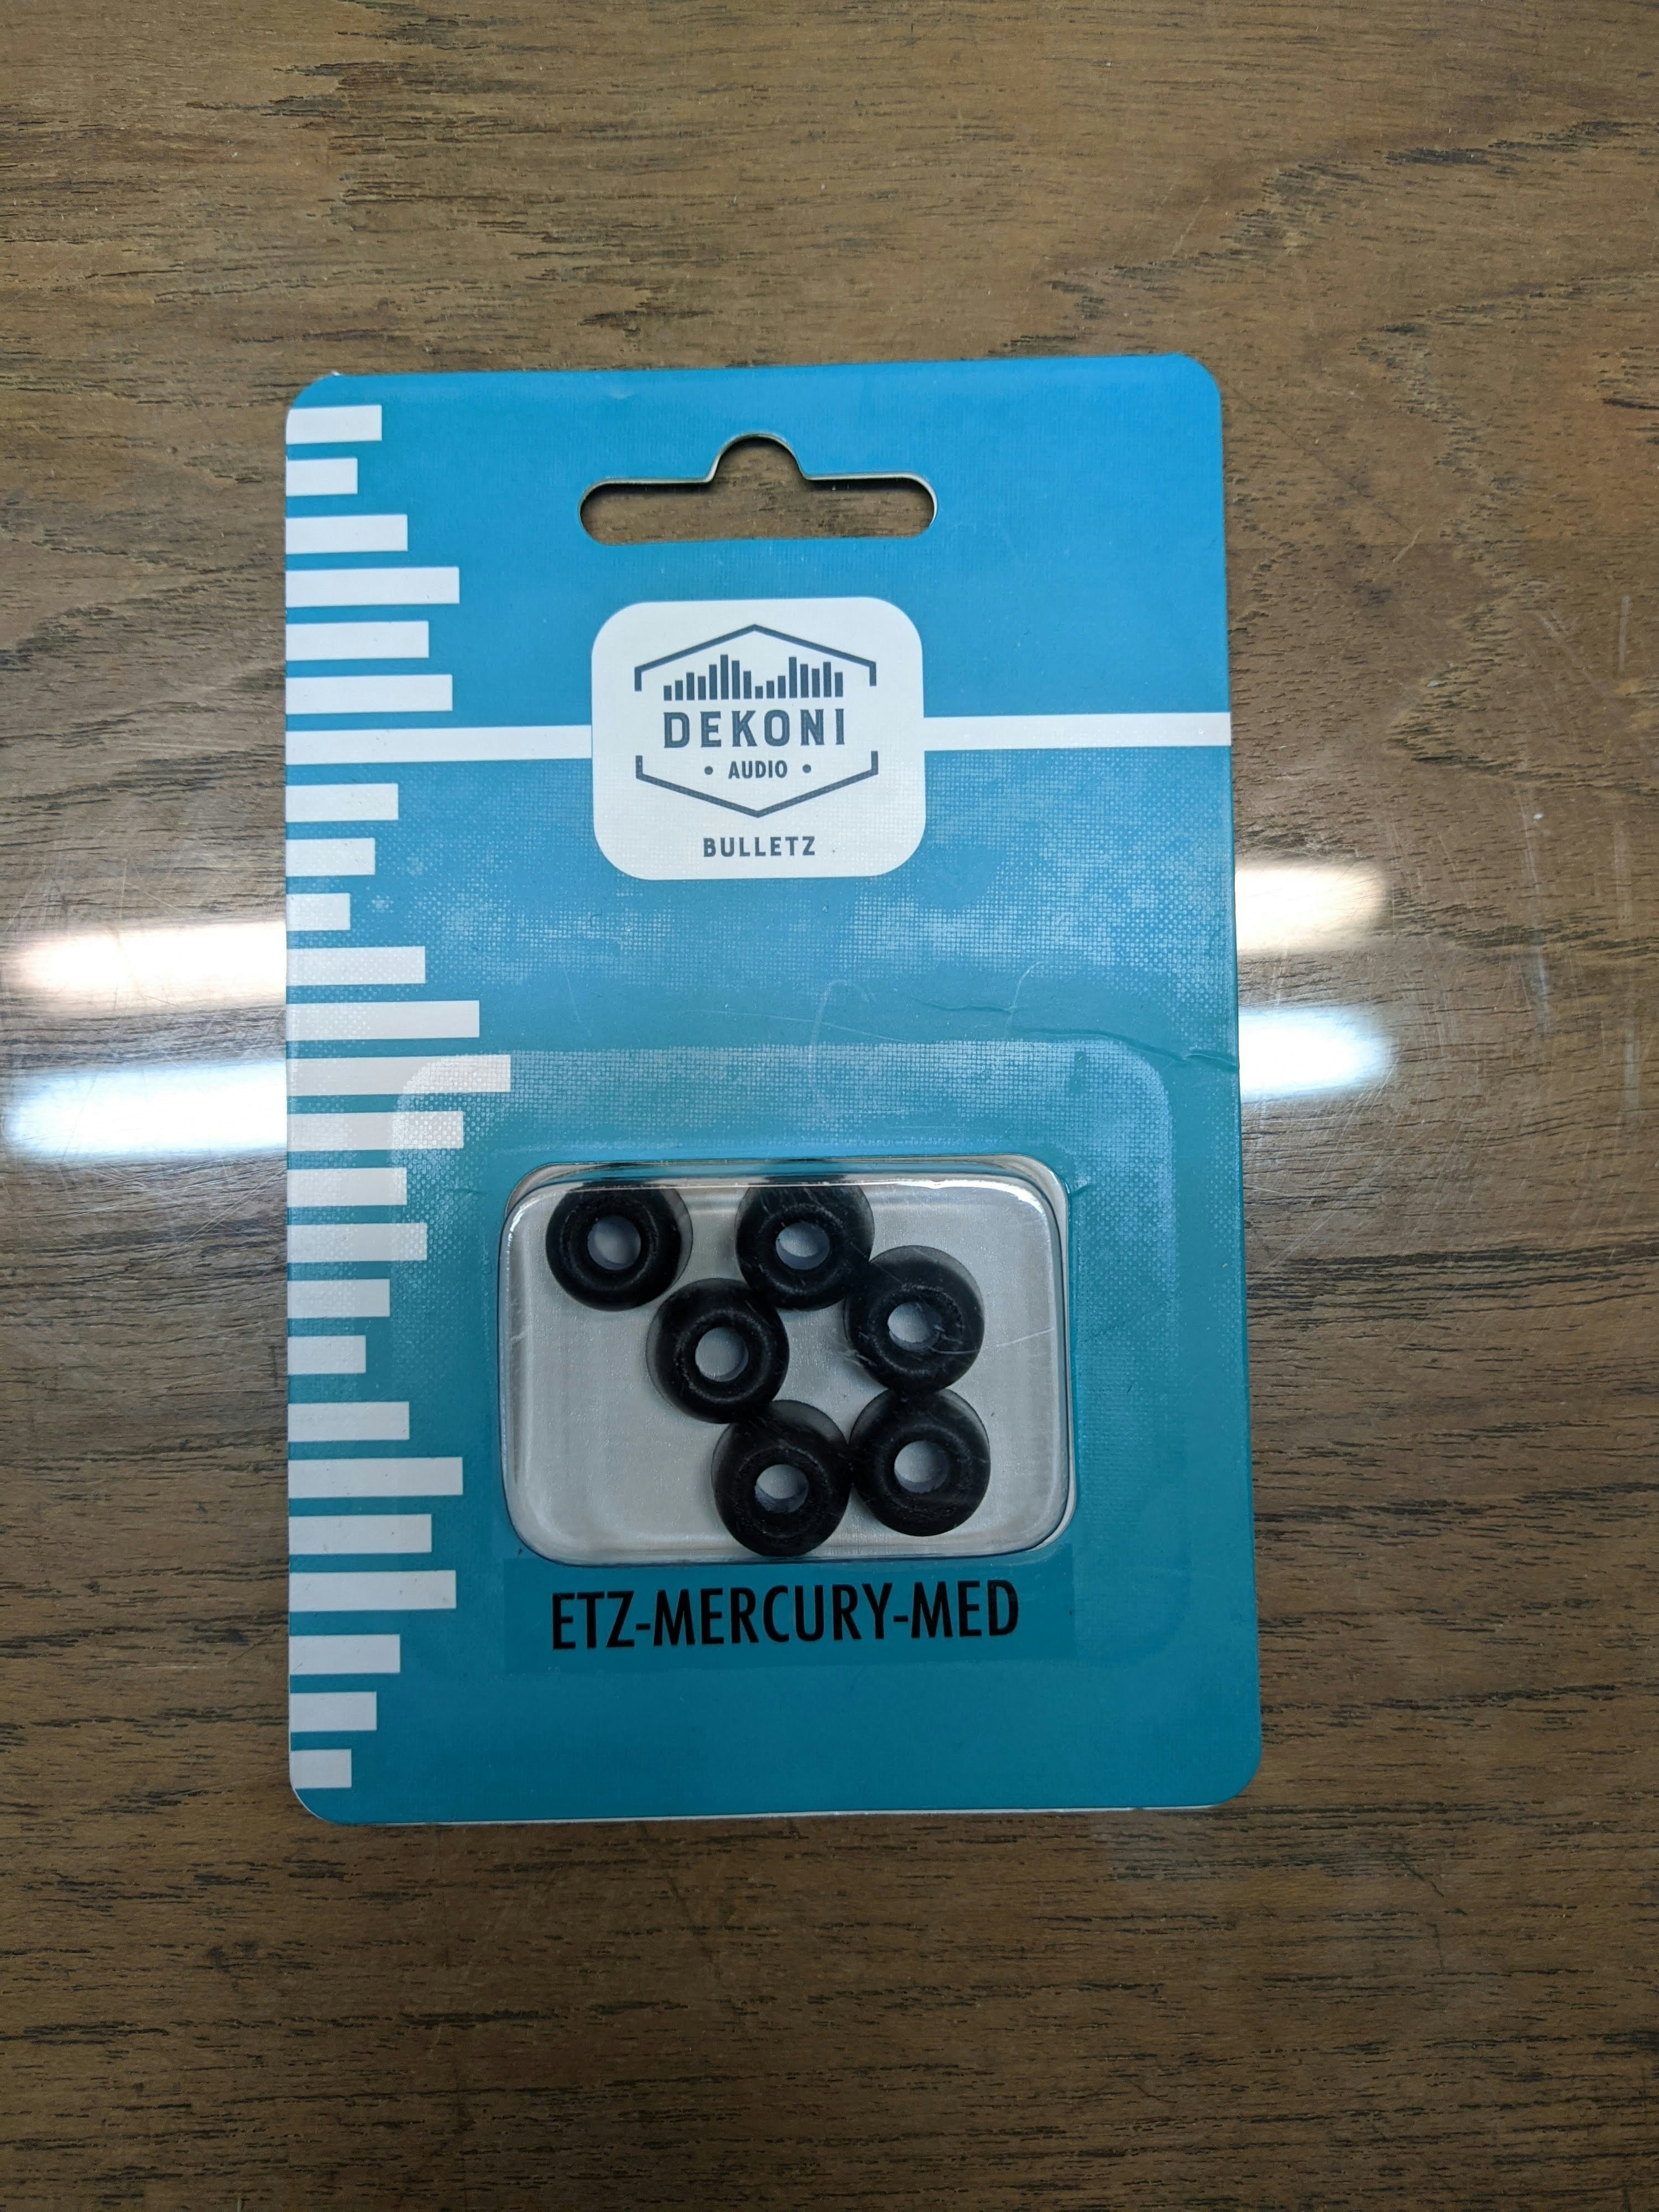 DEKONI
• AUDIO •
BULLETZ
ETZ-MERCURY-MED